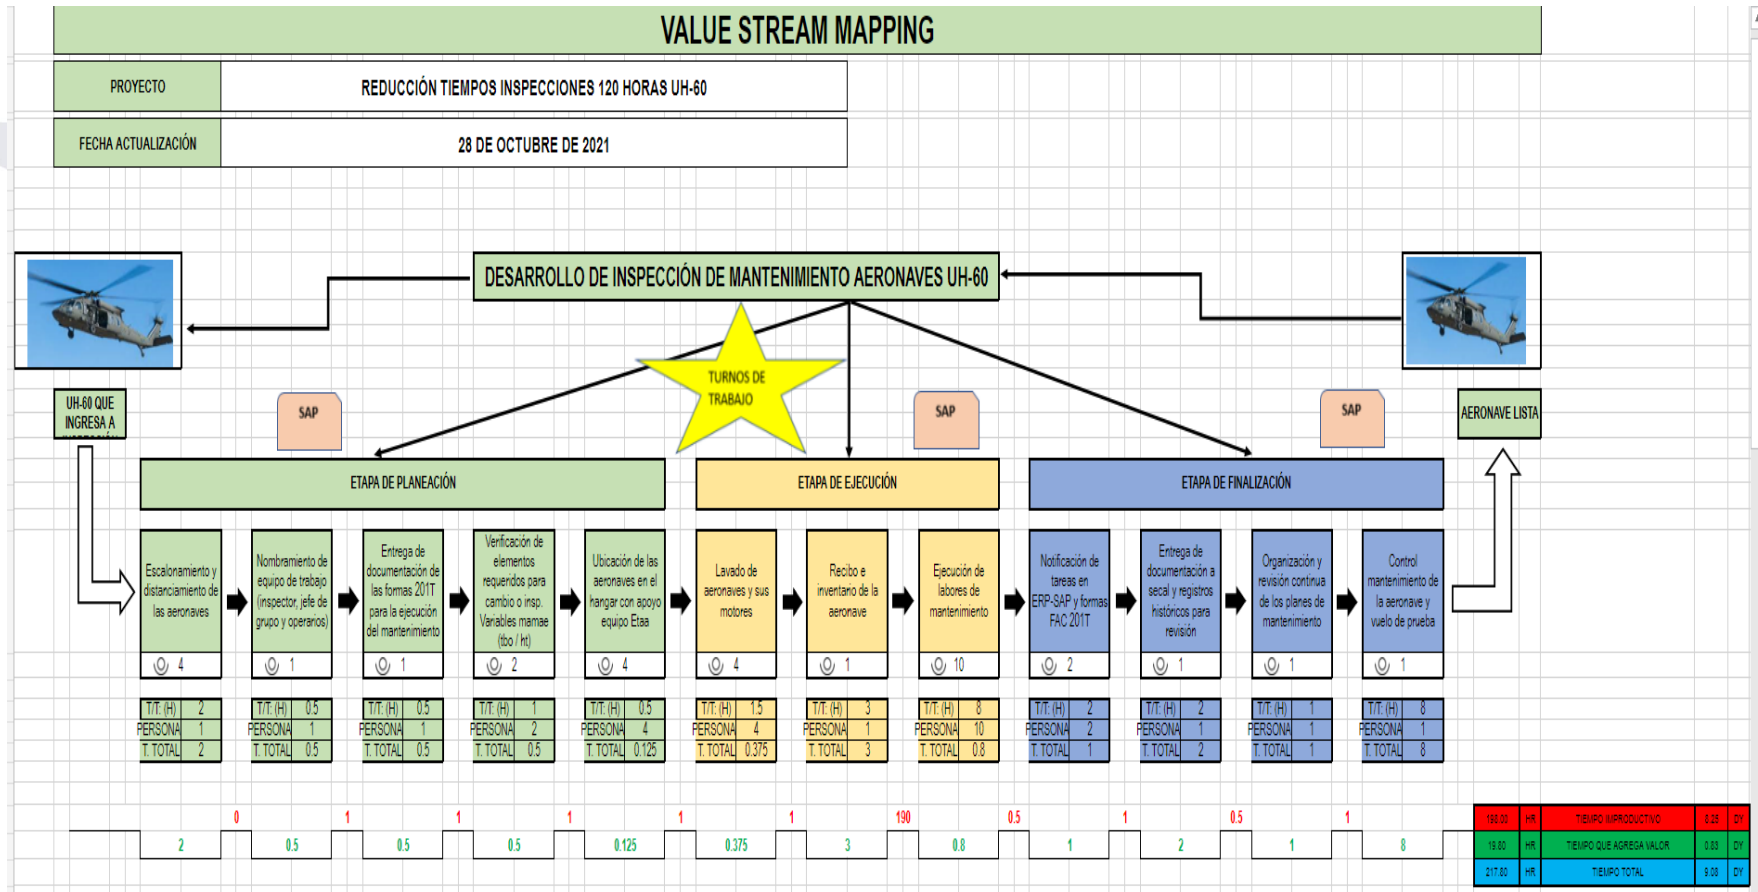 VALUE STREAM MAPPING
PROYECTO
REDUCCIÓN TIEMPOS INSPECCIONES 120 HORAS UH-60
FECHA ACTUALIZACIÓN
28 DE OCTUBRE DE 2021
DESARROLLO DE INSPECCIÓN DE MANTENIMIENTO AERONAVES UH-60
TURNOS DE
TRABAJO
UH-60 QUE
INGRESA A
SAP
SAP
SAP
AERONAVE LISTA
ETAPA DE PLANEACIÓN
ETAPA DE EJECUCIÓN
ETAPA DE FINALIZACIÓN
Escalonamiento y
distanciamiento de
las aeronaves
4
Nombramiento de
equipo de trabajo
(inspector, jefe de
grupo y operarios)
1
Entrega de
documentación de
las formas 201T
para la ejecución
del mantenimiento
1
Verificación de
elementos
requeridos para
cambio o insp.
Variables mamae
(tbo / ht)
2
Ubicación de las
aeronaves en el
hangar con apoyo
equipo Etaa
4
Lavado de
aeronaves y sus
motores
4
Recibo e
inventario de la
aeronave
1
Ejecución de
labores de
mantenimiento
10
Notificación de
tareas en
ERP-SAP y formas
FAC 201T
2
Entrega de
documentación a
secal y registros
históricos para
revisión
1
Organización y
revisión continua
de los planes de
mantenimiento
1
Control
mantenimiento de
la aeronave y
vuelo de prueba
1
T/T: (H) 2
PERSONA 1
T. TOTAL 2
T/T: (H) 0.5
PERSONA 1
T. TOTAL 0.5
T/T: (H) 0.5
PERSONA 1
T. TOTAL 0.5
T/T: (H) 1
PERSONA 2
T. TOTAL 0.5
T/T: (H) 0.5
PERSONA 4
T. TOTAL 0.125
T/T: (H) 1.5
PERSONA 4
T. TOTAL 0.375
T/T: (H) 3
PERSONA 1
T. TOTAL 3
T/T: (H) 8
PERSONA 10
T. TOTAL 0.8
T/T: (H) 2
PERSONA 2
T. TOTAL 1
T/T: (H) 2
PERSONA 1
T. TOTAL 2
T/T: (H) 1
PERSONA 1
T. TOTAL 1
T/T: (H) 8
PERSONA 1
T. TOTAL 8
0 1 1 1 1 1 190 0.5 1 0.5 1
2 0.5 0.5 0.5 0.125 0.375 3 0.8 1 2 1 8
198.00 HR TIEMPO IMPRODUCTIVO 8.25 DY
19.80 HR TIEMPO QUE AGREGA VALOR 0.83 DY
217.80 HR TIEMPO TOTAL 9.08 DY